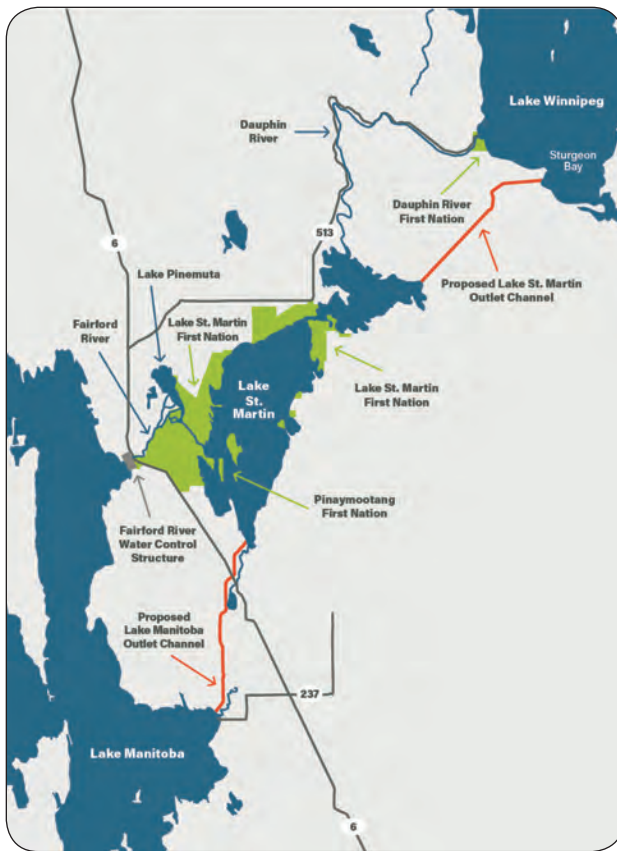 Lake Winnipeg
Dauphin
River
Sturgeon
Bay
Dauphin River
First Nation
513
6
Lake Pinemuta
Proposed Lake St. Martin
Outlet Channel
Fairford
River
Lake St. Martin
First Nation
Lake
St.
Martin
Lake St. Martin
First Nation
Pinaymootang
First Nation
Fairford River
Water Control
Structure
Proposed
Lake Manitoba
Outlet Channel
237
Lake Manitoba
6